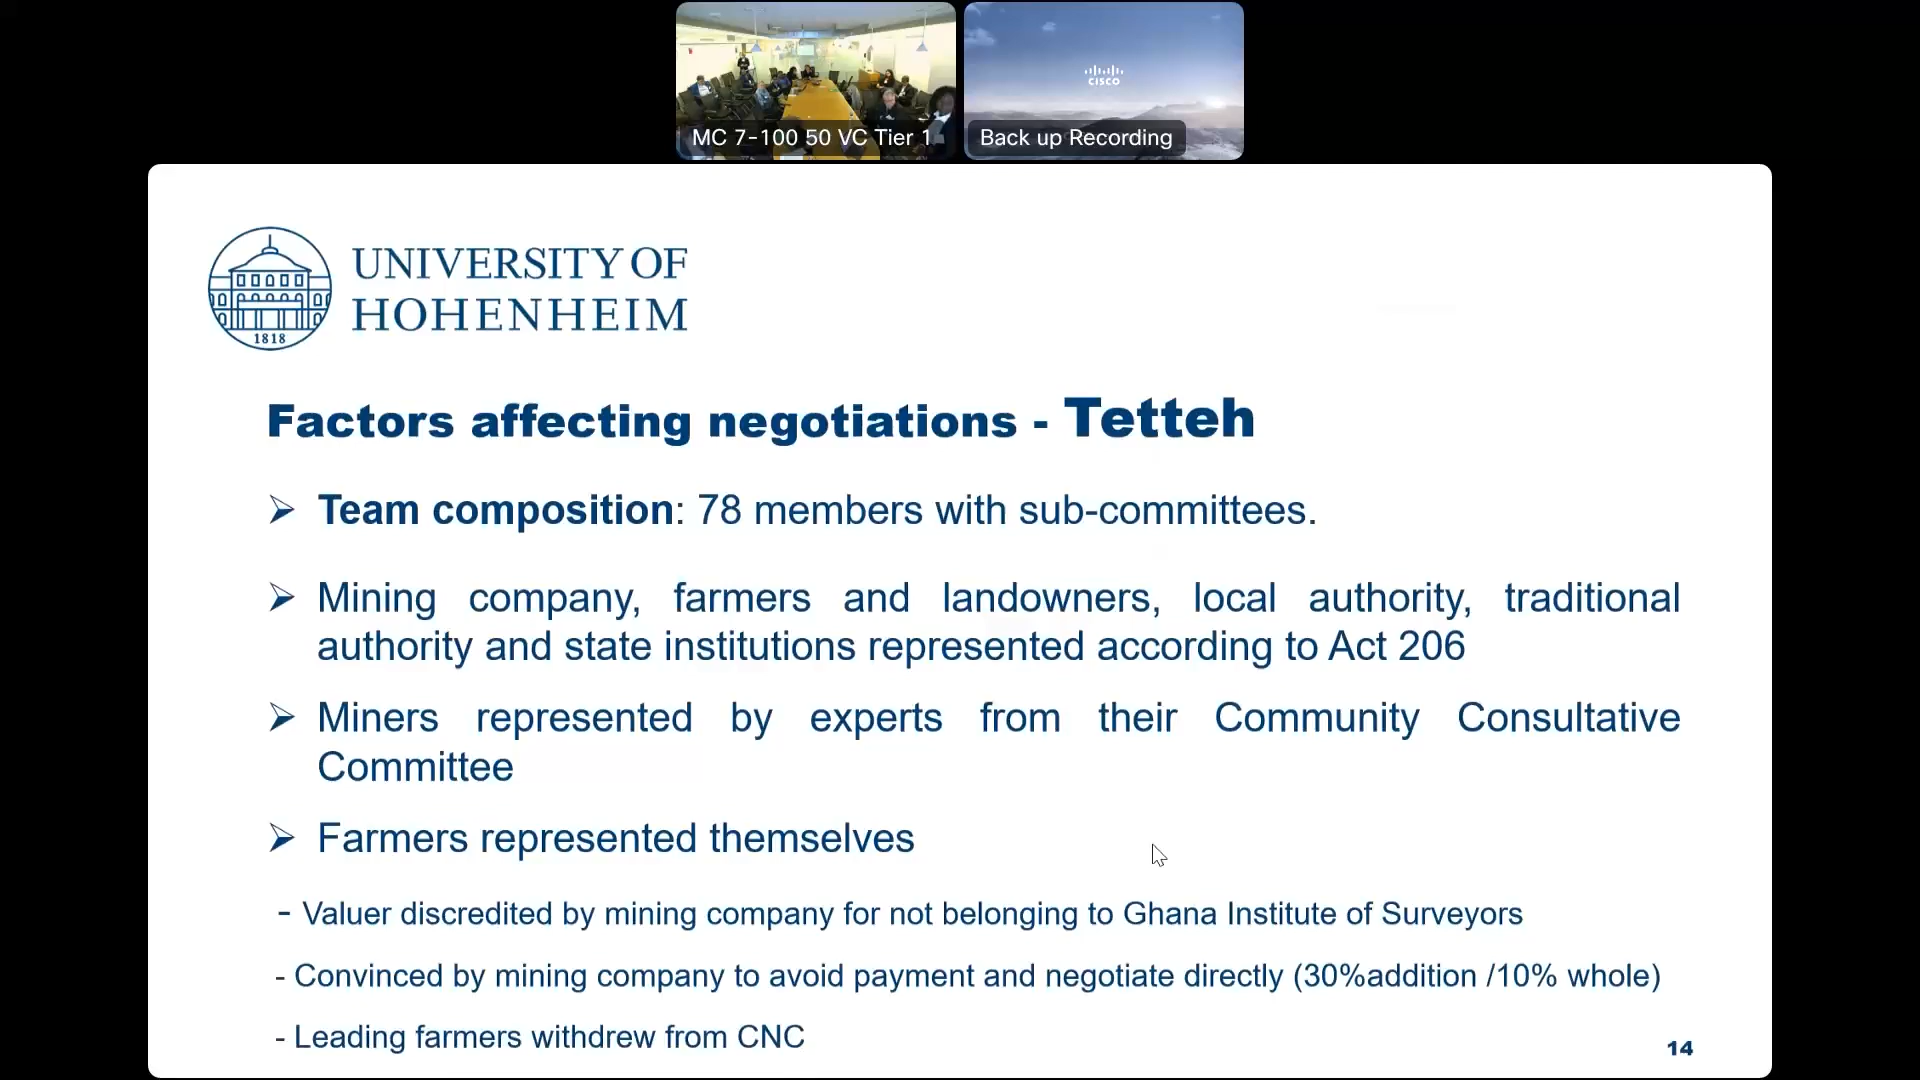 MC 7-100 50 VC Tier 1
CISCO
Back up Recording
UNIVERSITY OF
HOHENHEIM
1818
Factors affecting negotiations - Tetteh
➢ Team composition: 78 members with sub-committees.
➢ Mining company, farmers and landowners, local authority, traditional
authority and state institutions represented according to Act 206
➢ Miners represented by experts from their Community Consultative
Committee
➢ Farmers represented themselves
- Valuer discredited by mining company for not belonging to Ghana Institute of Surveyors
- Convinced by mining company to avoid payment and negotiate directly (30%addition /10% whole)
- Leading farmers withdrew from CNC
14